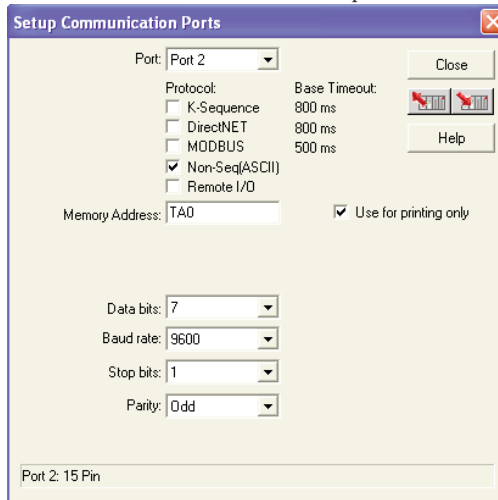 Setup Communication Ports
Port: Port 2
Close
Protocol: Base Timeout:
K-Sequence 800 ms
DirectNET 800 ms
MODBUS 500 ms
Help
Non-Seq(ASCII)
Remote I/O
Memory Address: TA0
Use for printing only
Data bits: 7
Baud rate: 9600
Stop bits: 1
Parity: Odd
Port 2: 15 Pin